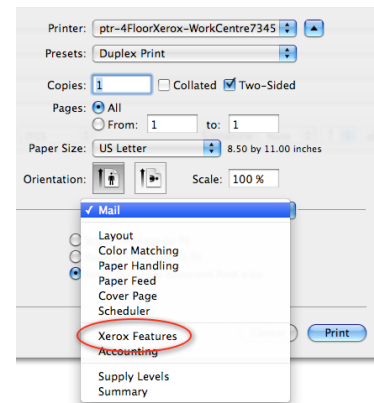 Printer: ptr-4FloorXerox-WorkCentre7345
Presets: Duplex Print
Copies: 1 Collated Two-Sided
Pages: All
From: 1 to: 1
Paper Size: US Letter 8.50 by 11.00 inches
Orientation: Scale: 100 %
✓ Mail
Layout
Color Matching
Paper Handling
Paper Feed
Cover Page
Scheduler
Xerox Features
Print
Accounting
Supply Levels
Summary